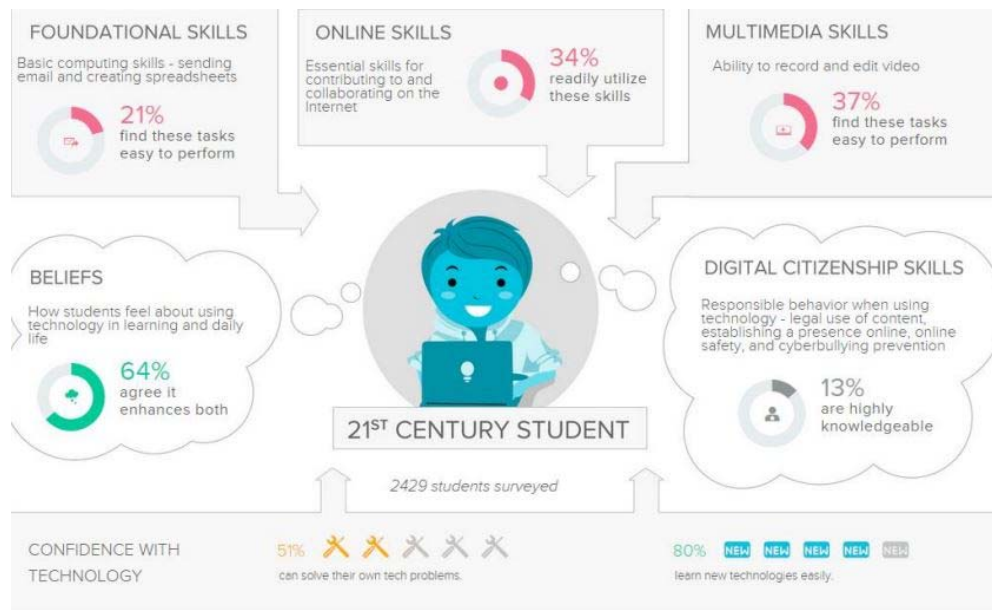 FOUNDATIONAL SKILLS
Basic computing skills - sending
email and creating spreadsheets
21%
find these tasks
easy to perform
ONLINE SKILLS
Essential skills for
contributing to and
collaborating on the
Internet
34%
readily utilize
these skills
MULTIMEDIA SKILLS
Ability to record and edit video
37%
find these tasks
easy to perform
BELIEFS
How students feel about using
technology in learning and daily
life
64%
agree it
enhances both
DIGITAL CITIZENSHIP SKILLS
Responsible behavior when using
technology - legal use of content,
establishing a presence online, online
safety, and cyberbullying prevention
13%
are highly
knowledgeable
21ST CENTURY STUDENT
2429 students surveyed
CONFIDENCE WITH
TECHNOLOGY
51%
can solve their own tech problems.
80% NEW NEW NEW NEW NEW
learn new technologies easily.